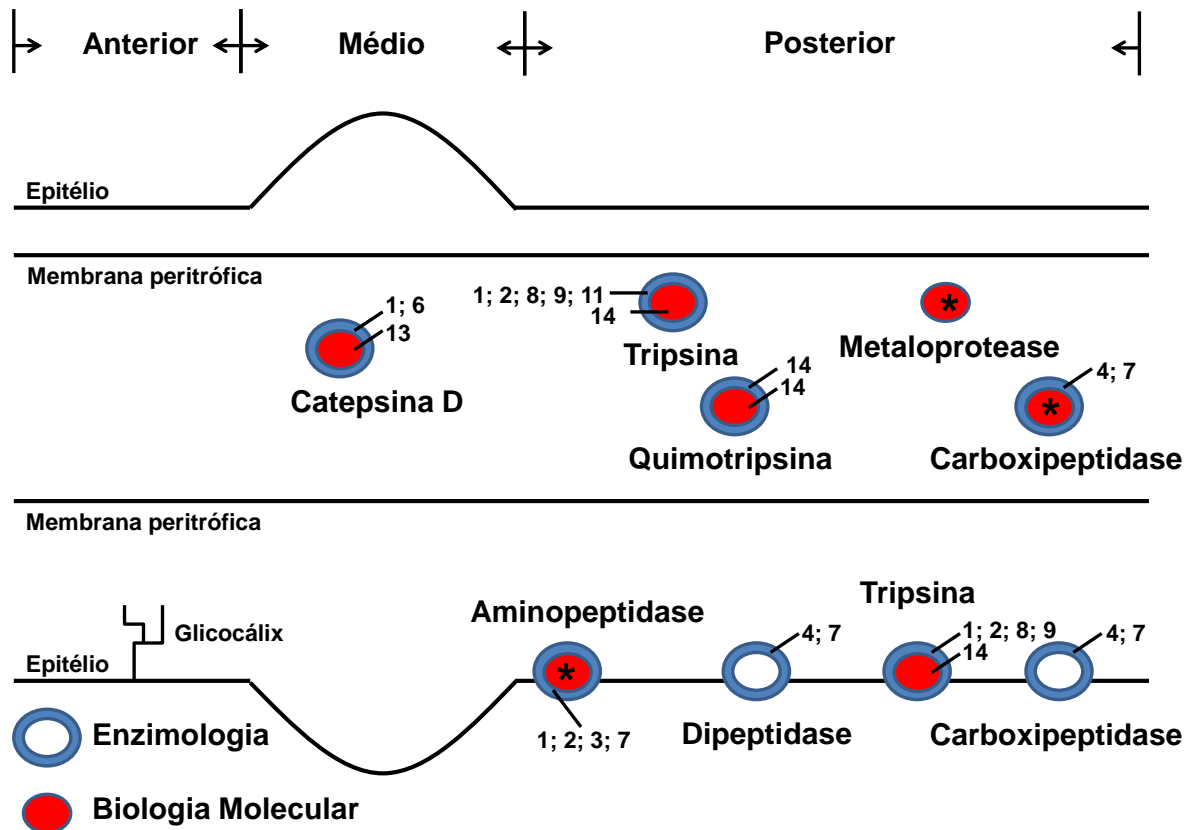 Anterior Médio Posterior
Epitélio
Membrana peritrófica
1; 6
13
Catepsina D
1; 2; 8; 9; 11
14
Tripsina
*
Metaloprotease
14
14
Quimotripsina
4; 7
*
Carboxipeptidase
Membrana peritrófica
Glicocálix
Epitélio
Aminopeptidase
*
1; 2; 3; 7
4; 7
Dipeptidase
Tripsina
1; 2; 8; 9
14
4; 7
Carboxipeptidase
Enzimologia
Biologia Molecular